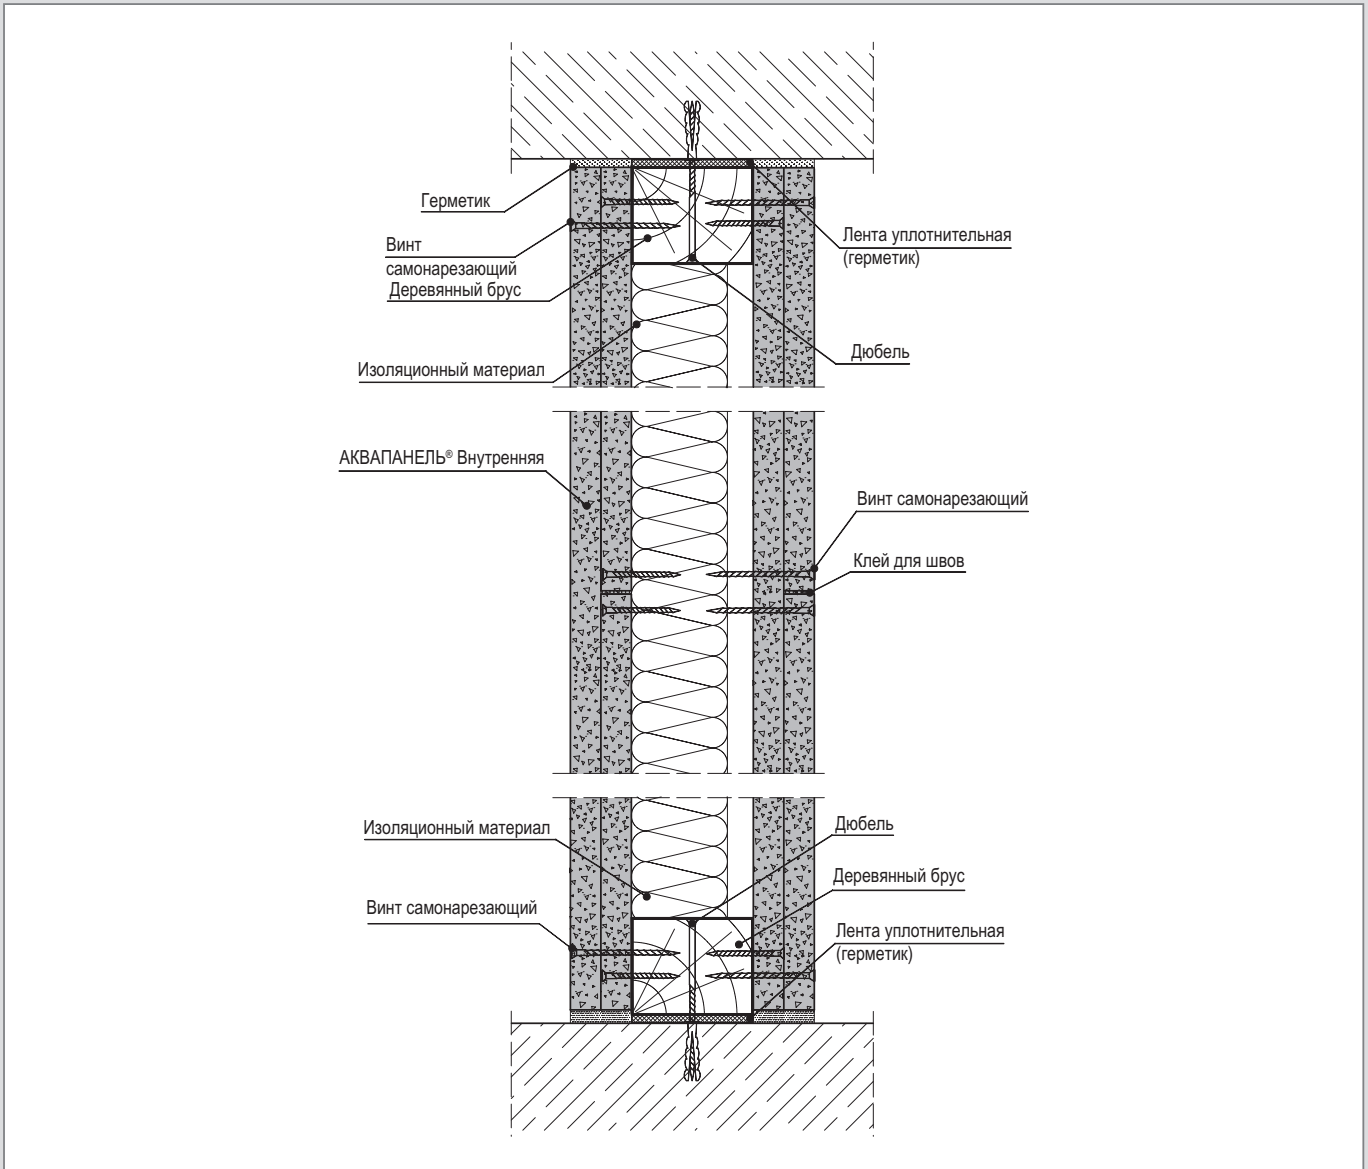 Герметик
Винт
самонарезающий
Деревянный брус
Изоляционный материал
Лента уплотнительная
(герметик)
Дюбель
АКВАПАНЕЛЬ® Внутренняя
Винт самонарезающий
Клей для швов
Изоляционный материал
Винт самонарезающий
Дюбель
Деревянный брус
Лента уплотнительная
(герметик)